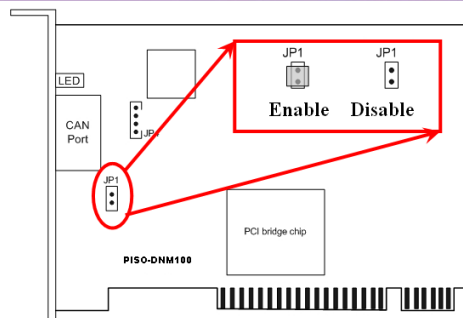 JP1
JP1
Enable
Disable
LED
CAN
Port
JP1
PCI bridge chip
PISO-DNM100